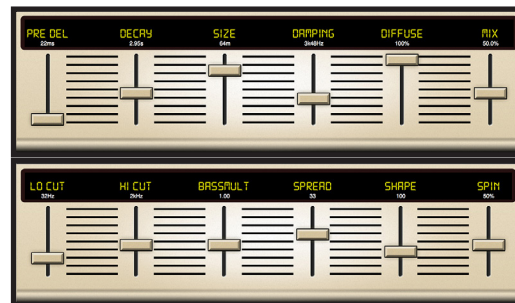 PRE DEL DECAY SIZE DAMPING DIFFUSE MIX
22ms 2.95s 64m 3k48Hz 100% 50.0%
LO CUT HI CUT BASSMULT SPREAD SHAPE SPIN
32Hz 2kHz 1.00 33 100 50%